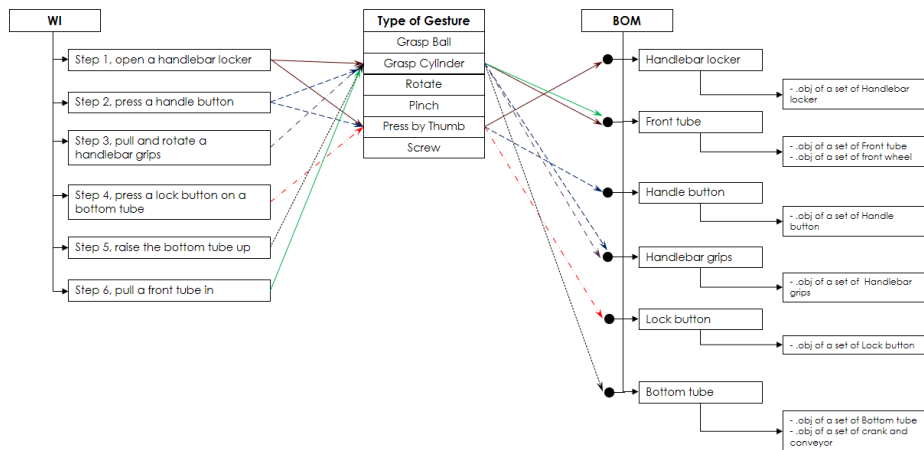 WI
Step 1, open a handlebar locker
Step 2, press a handle button
Step 3, pull and rotate a
handlebar grips
Step 4, press a lock button on a
bottom tube
Step 5, raise the bottom tube up
Step 6, pull a front tube in
Type of Gesture
Grasp Ball
Grasp Cylinder
Rotate
Pinch
Press by Thumb
Screw
BOM
Handlebar locker
- .obj of a set of Handlebar
locker
Front tube
- .obj of a set of Front tube
- .obj of a set of front wheel
Handle button
- .obj of a set of Handle
button
Handlebar grips
- .obj of a set of Handlebar
grips
Lock button
- .obj of a set of Lock button
Bottom tube
- .obj of a set of Bottom tube
- .obj of a set of crank and
conveyor